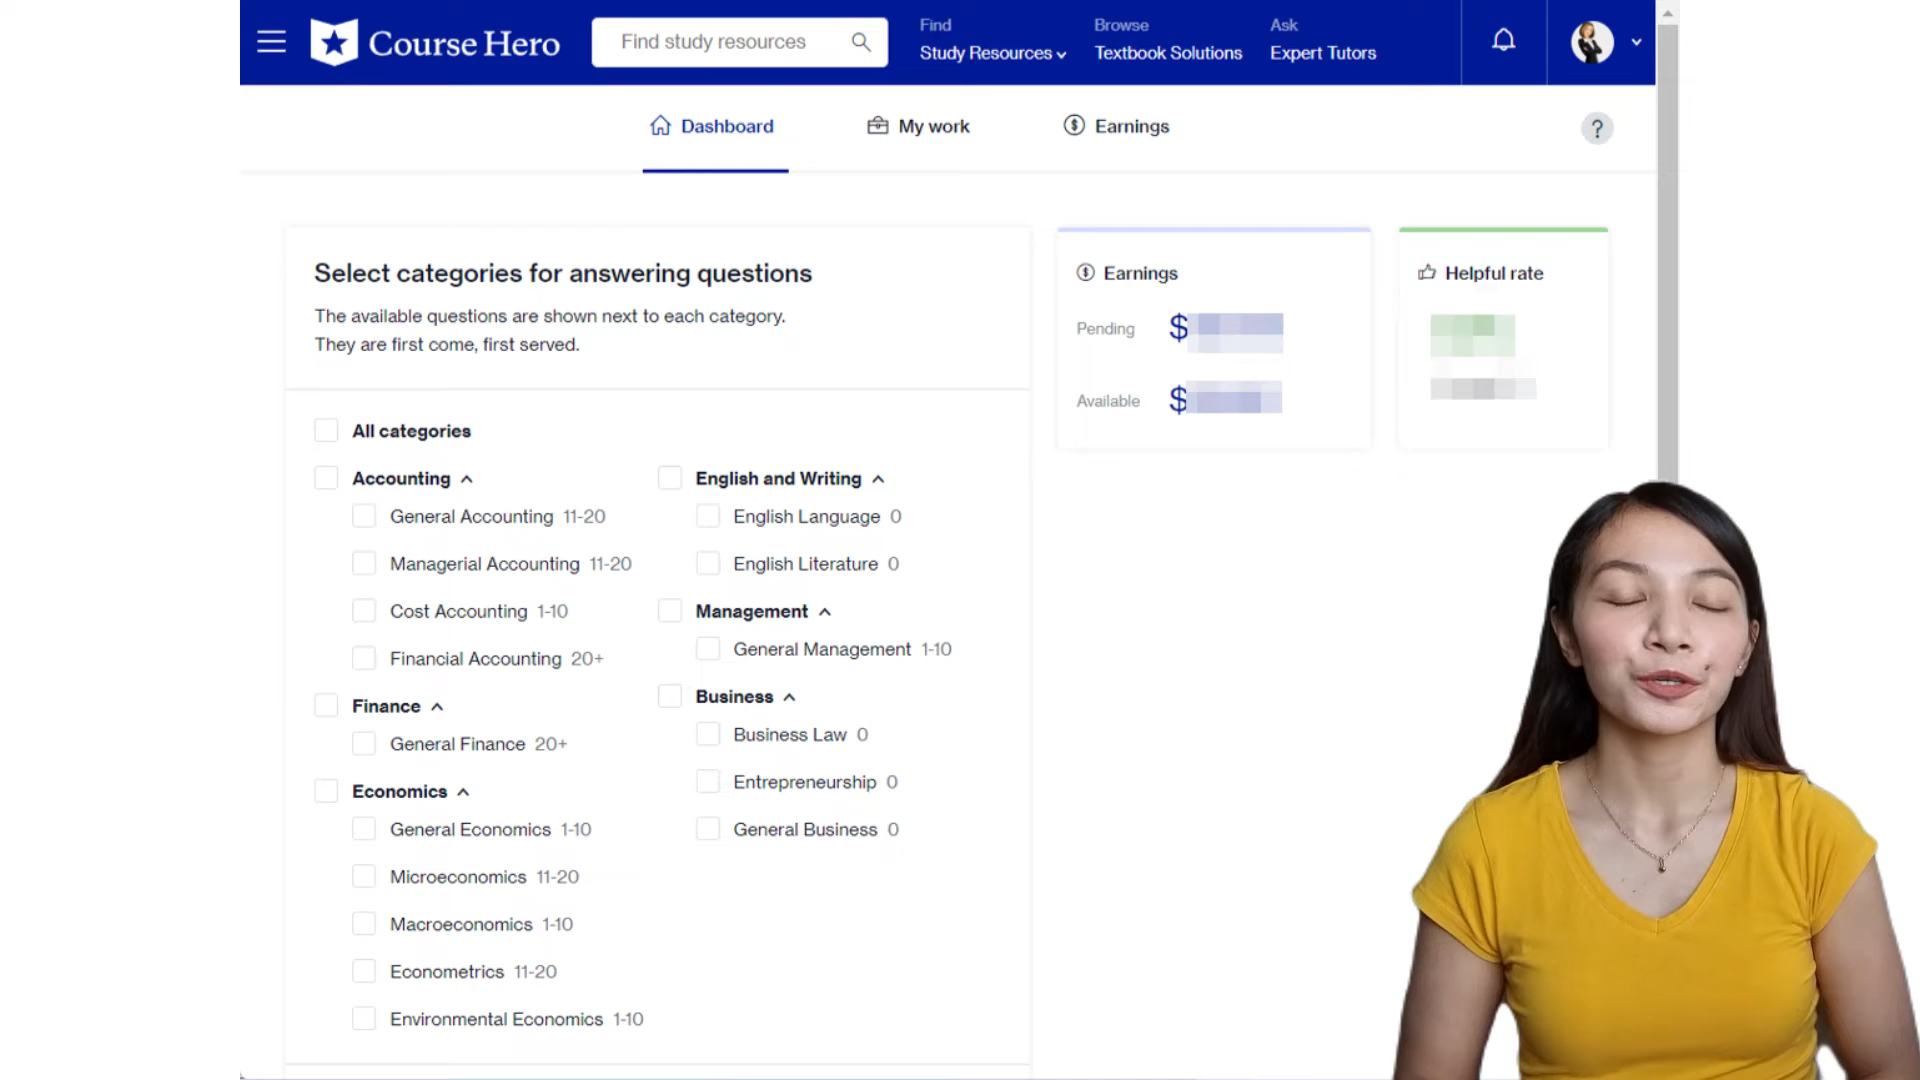 Course Hero
Find study resources
Find
Study Resources
Browse
Textbook Solutions
Ask
Expert Tutors
Dashboard
My work
Earnings
?
Select categories for answering questions
The available questions are shown next to each category.
They are first come, first served.
All categories
Accounting
General Accounting 11-20
Managerial Accounting 11-20
Cost Accounting 1-10
Financial Accounting 20+
Finance
General Finance 20+
Economics
General Economics 1-10
Microeconomics 11-20
Macroeconomics 1-10
Econometrics 11-20
Environmental Economics 1-10
English and Writing
English Language 0
English Literature 0
Management
General Management 1-10
Business
Business Law 0
Entrepreneurship 0
General Business 0
Earnings
Pending $
Available $
Helpful rate